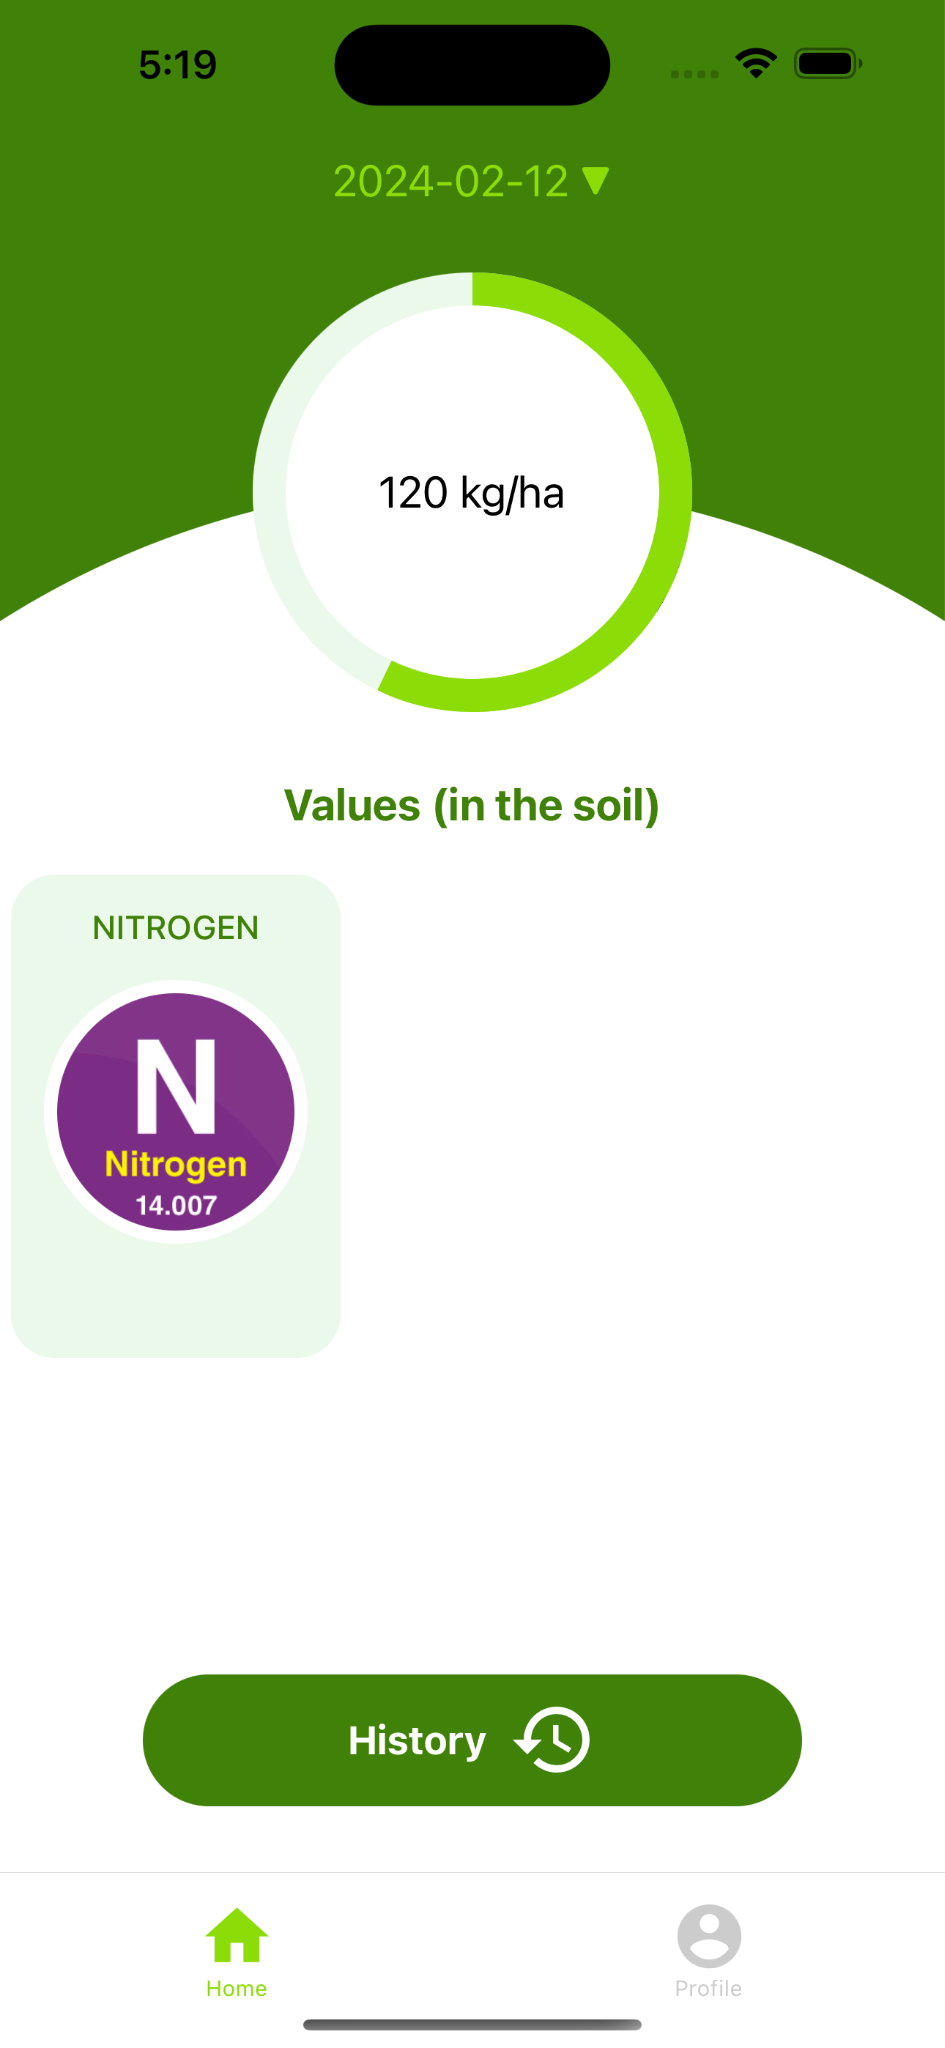 5:19
2024-02-12 ▼
120 kg/ha
Values (in the soil)
NITROGEN
N
Nitrogen
14.007
History
Home
Profile